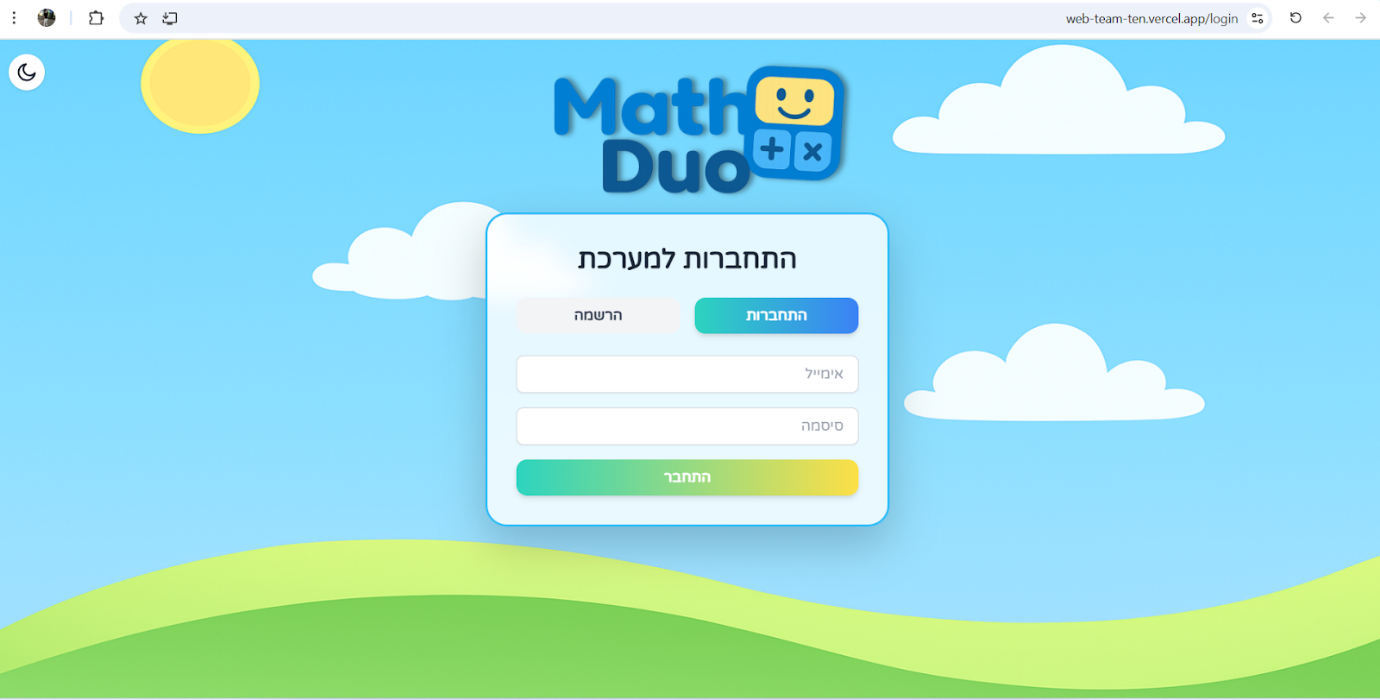 web-team-ten.vercel.app/login
Math
Duo
התחברות למערכת
התחברות
הרשמה
אימייל
סיסמה
התחבר